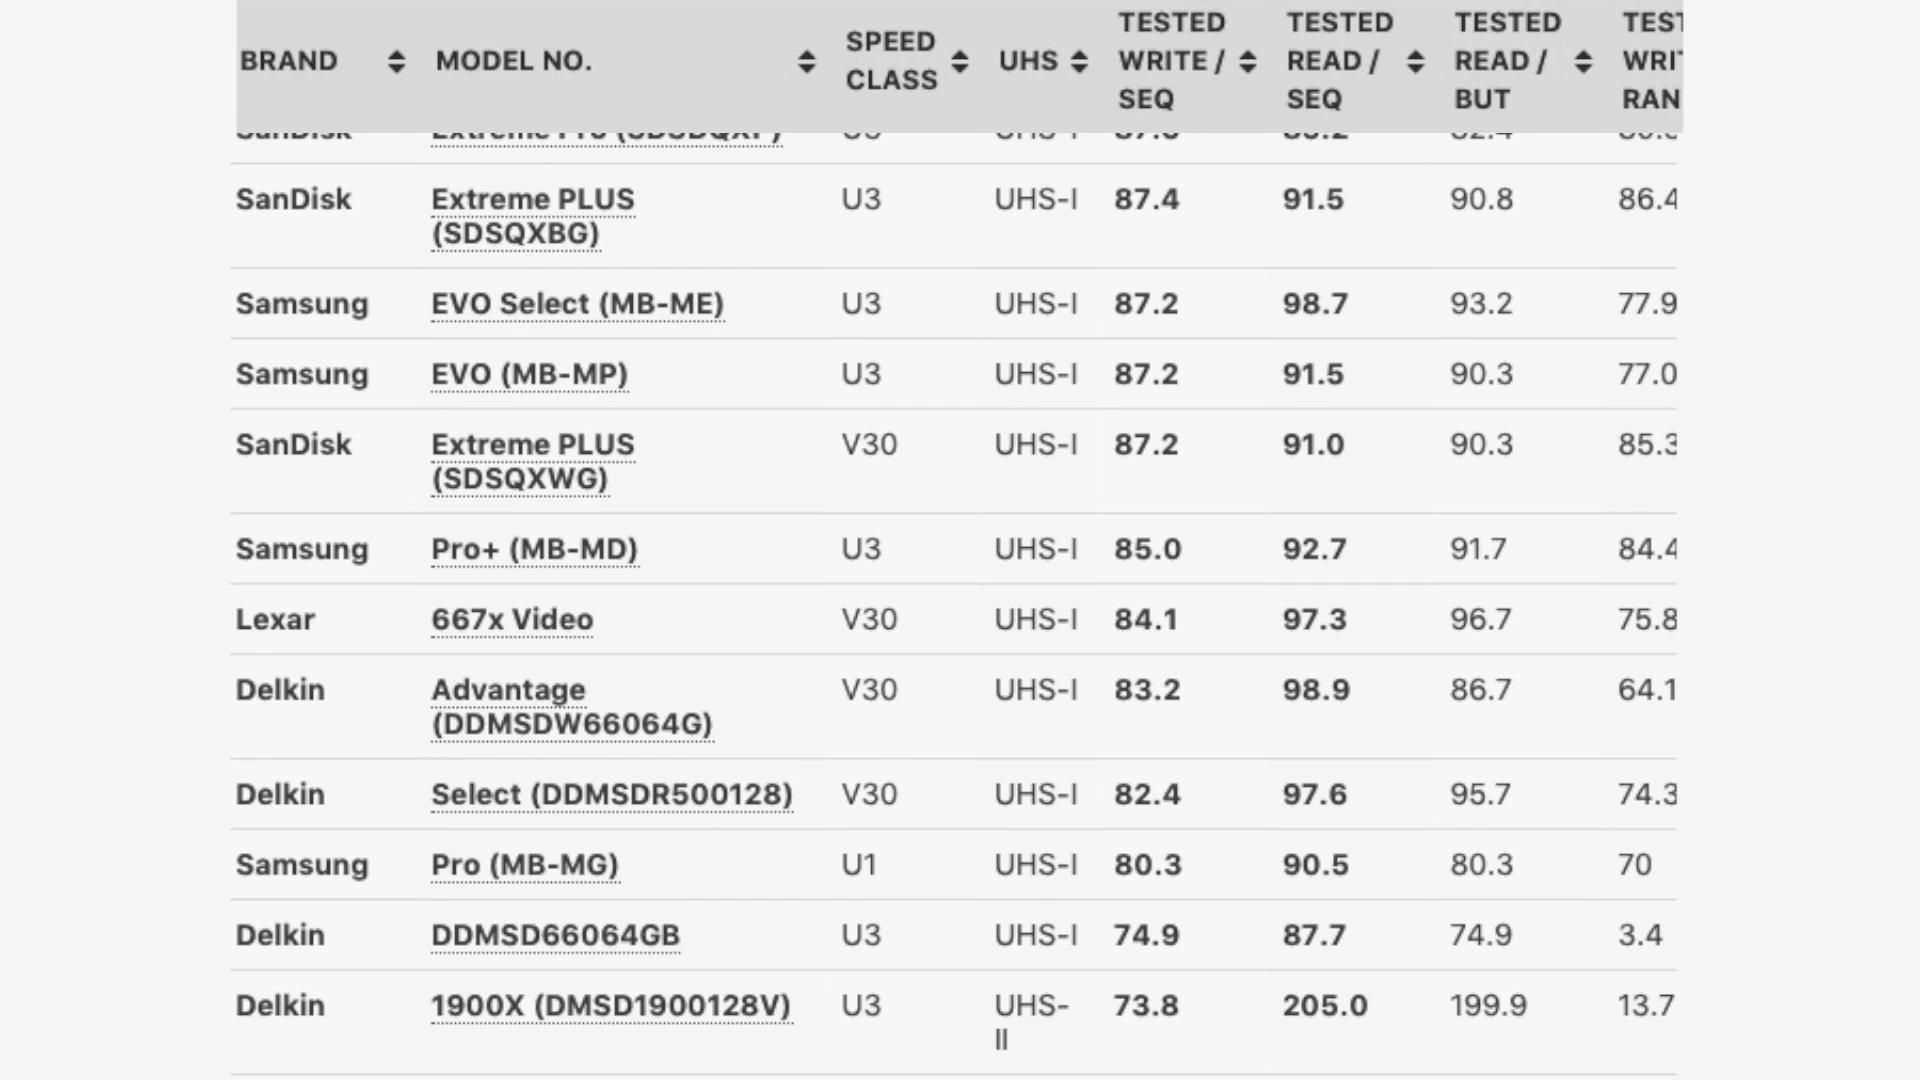 BRAND MODEL NO. SPEED CLASS UHS TESTED WRITE / SEQ TESTED READ / SEQ TESTED READ / BUT
SanDisk Extreme PLUS (SDSQXBG) U3 UHS-I 87.4 91.5 90.8 86.4
Samsung EVO Select (MB-ME) U3 UHS-I 87.2 98.7 93.2 77.9
Samsung EVO (MB-MP) U3 UHS-I 87.2 91.5 90.3 77.0
SanDisk Extreme PLUS (SDSQXWG) V30 UHS-I 87.2 91.0 90.3 85.3
Samsung Pro+ (MB-MD) U3 UHS-I 85.0 92.7 91.7 84.4
Lexar 667x Video V30 UHS-I 84.1 97.3 96.7 75.8
Delkin Advantage (DDMSDW66064G) V30 UHS-I 83.2 98.9 86.7 64.1
Delkin Select (DDMSDR500128) V30 UHS-I 82.4 97.6 95.7 74.3
Samsung Pro (MB-MG) U1 UHS-I 80.3 90.5 80.3 70
Delkin DDMSD66064GB U3 UHS-I 74.9 87.7 74.9 3.4
Delkin 1900X (DMSD1900128V) U3 UHS-II 73.8 205.0 199.9 13.7